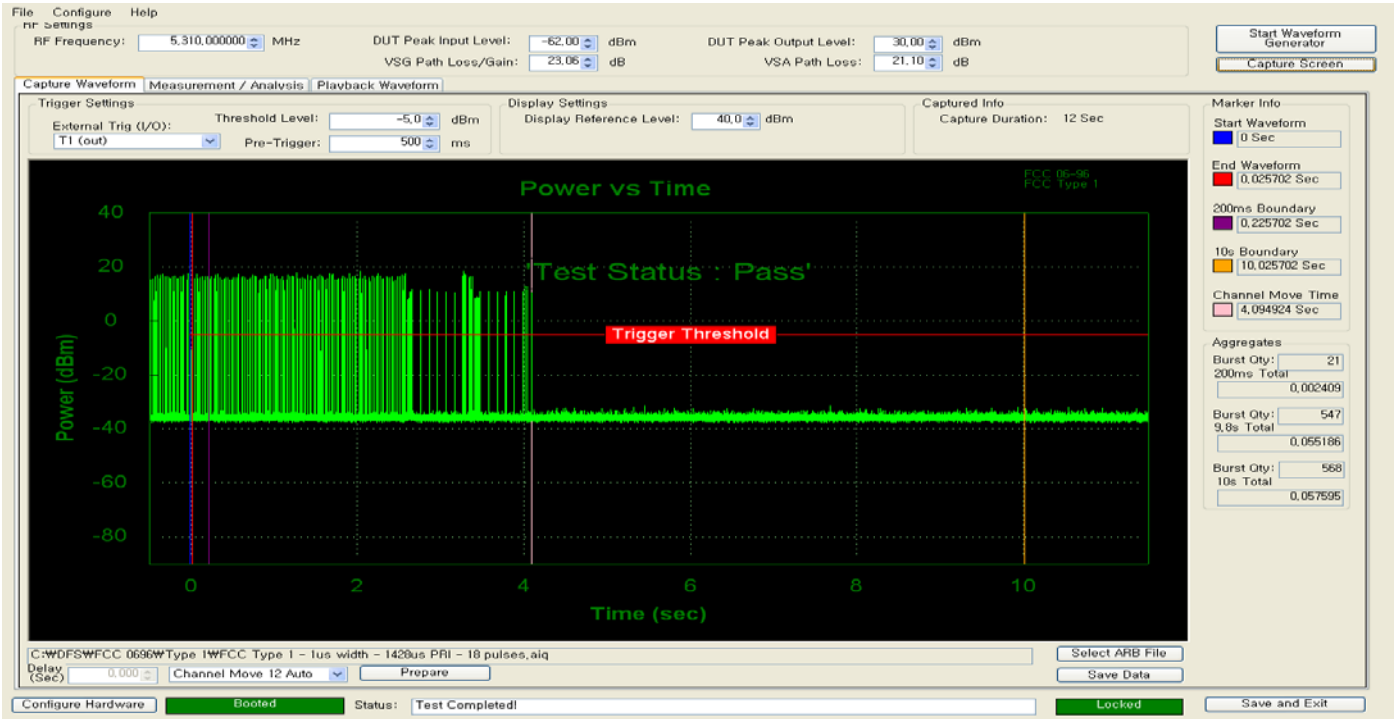 File Configure Help
RF Settings
RF Frequency: 5,310,000000 MHz DUT Peak Input Level: -62,00 dBm DUT Peak Output Level: 30,00 dBm
VSG Path Loss/Gain: 23,06 dB VSA Path Loss: 21,10 dB
Start Waveform Generator
Capture Screen
Capture Waveform Measurement / Analysis Playback Waveform
Trigger Settings
External Trig (I/O): Threshold Level: -5,0 dBm
T1 (out) Pre-Trigger: 500 ms
Display Settings
Display Reference Level: 40,0 dBm
Captured Info
Capture Duration: 12 Sec
Marker Info
Start Waveform
0 Sec
End Waveform
0,025702 Sec
200ms Boundary
0,225702 Sec
10s Boundary
10,025702 Sec
Channel Move Time
4,094924 Sec
Aggregates
Burst Qty: 21
200ms Total
0,002409
Burst Qty: 547
9,8s Total
0,055186
Burst Qty: 568
10s Total
0,057595
FCC 06-96
FCC Type 1
Power vs Time
'Test Status : Pass'
Trigger Threshold
Power (dBm)
40
20
0
-20
-40
-60
-80
0 2 4 6 8 10
Time (sec)
C:₩DFS₩FCC 0696₩Type 1₩FCC Type 1 - 1us width - 1428us PRI - 18 pulses,aiq
Select ARB File
Delay (Sec) 0,000 Channel Move 12 Auto Prepare
Save Data
Configure Hardware Booted Status: Test Completed! Locked Save and Exit